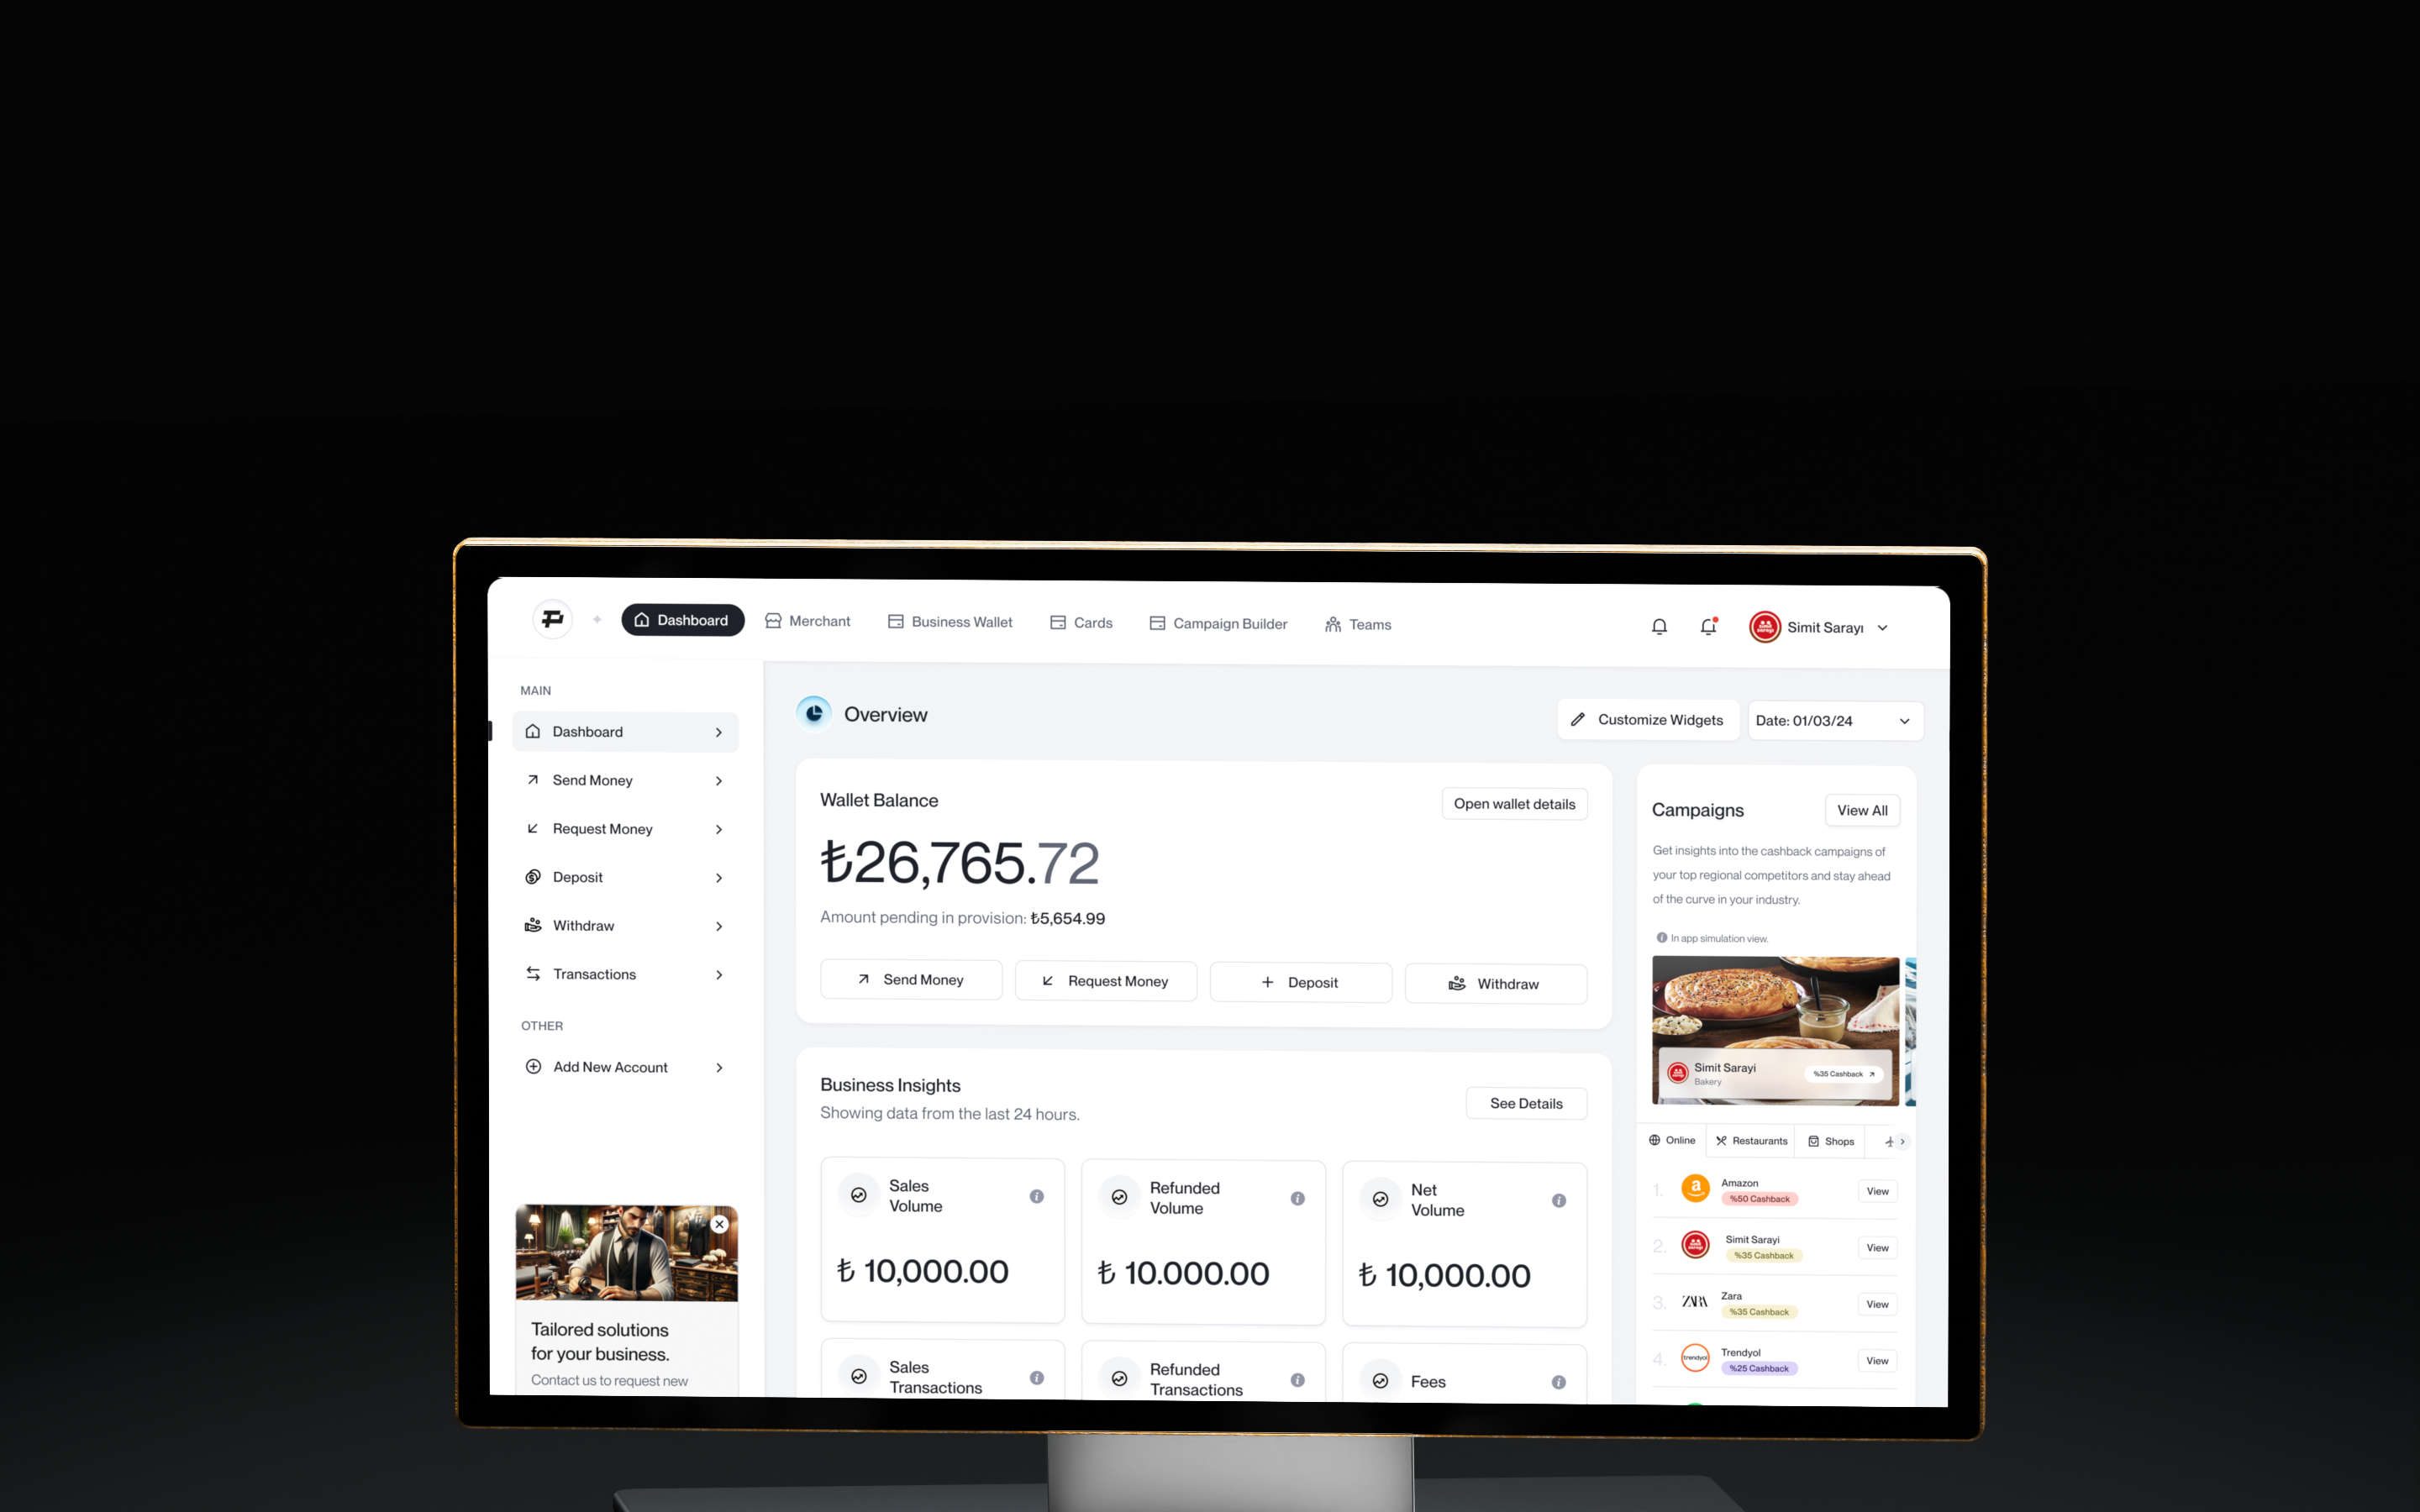 Dashboard
Merchant
Business Wallet
Cards
Campaign Builder
Teams
Simit Sarayı
MAIN
Dashboard
Send Money
Request Money
Deposit
Withdraw
Transactions
OTHER
Add New Account
Tailored solutions
for your business.
Contact us to request new
Overview
Customize Widgets
Date: 01/03/24
Wallet Balance
Open wallet details
₺26,765.72
Amount pending in provision: ₺5,654.99
Send Money
Request Money
Deposit
Withdraw
Business Insights
Showing data from the last 24 hours.
See Details
Sales
Volume
₺ 10,000.00
Refunded
Volume
₺ 10.000.00
Net
Volume
₺ 10,000.00
Sales
Transactions
Refunded
Transactions
Fees
Campaigns
View All
Get insights into the cashback campaigns of
your top regional competitors and stay ahead
of the curve in your industry.
In app simulation view.
Simit Sarayi
Bakery
%35 Cashback
Online
Restaurants
Shops
1.
Amazon
%50 Cashback
View
2.
Simit Sarayi
%35 Cashback
View
3.
ZARA
Zara
%35 Cashback
View
4.
trendyol
Trendyol
%25 Cashback
View